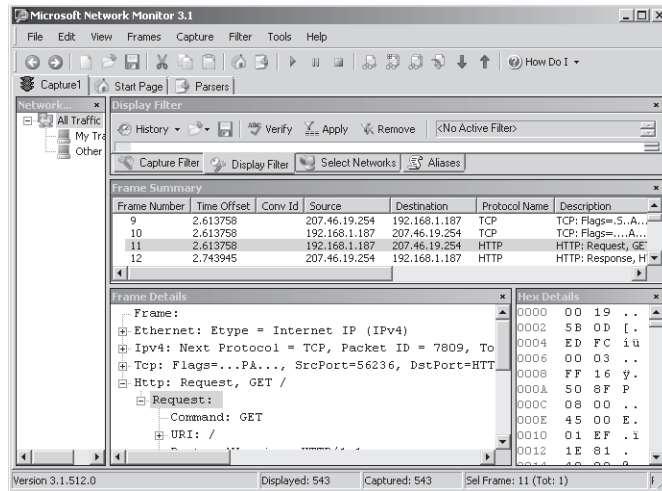 Microsoft Network Monitor 3.1
File Edit View Frames Capture Filter Tools Help
How Do I
Capture1 Start Page Parsers
Network...
All Traffic
My Tra
Other
Display Filter
History Verify Apply Remove <No Active Filter>
Capture Filter Display Filter Select Networks Aliases
Frame Summary
Frame Number Time Offset Conv Id Source Destination Protocol Name Description
9 2.613758 207.46.19.254 192.168.1.187 TCP TCP: Flags=.S..A...
10 2.613758 192.168.1.187 207.46.19.254 TCP TCP: Flags=....A...
11 2.613758 192.168.1.187 207.46.19.254 HTTP HTTP: Request, GE
12 2.743945 207.46.19.254 192.168.1.187 HTTP HTTP: Response, H
Frame Details
Frame:
Ethernet: Etype = Internet IP (IPv4)
Ipv4: Next Protocol = TCP, Packet ID = 7809, To
Tcp: Flags=...PA..., SrcPort=56236, DstPort=HTT
Http: Request, GET /
Request:
Command: GET
URI: /
Hex Details
0000 00 19 ..
0002 5B 0D [.
0004 ED FC íü
0006 00 03 ..
0008 FF 16 ÿ.
000A 50 8F P
000C 08 00 ..
000E 45 00 E.
0010 01 EF .ï
0012 1E 81 .
Version 3.1.512.0 Displayed: 543 Captured: 543 Sel Frame: 11 (Tot: 1)